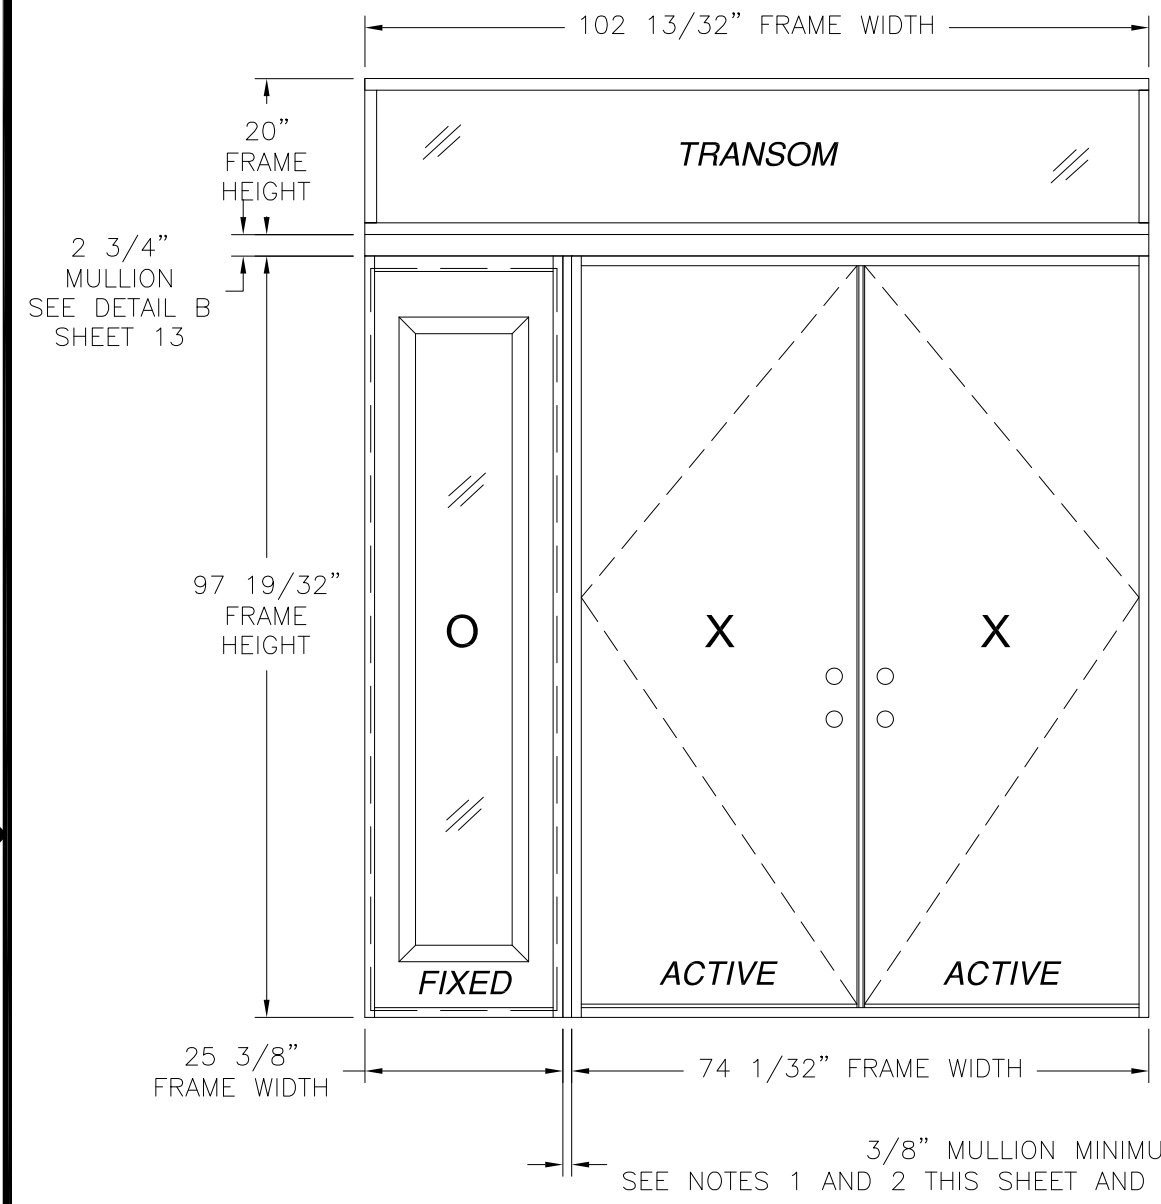 102 13/32" FRAME WIDTH
20"
FRAME
HEIGHT
TRANSOM
2 3/4"
MULLION
SEE DETAIL B
SHEET 13
97 19/32"
FRAME
HEIGHT
O
X
X
FIXED
ACTIVE
ACTIVE
25 3/8"
FRAME WIDTH
74 1/32" FRAME WIDTH
3/8" MULLION
SEE NOTES 1 AND 2 THIS SHEET AND